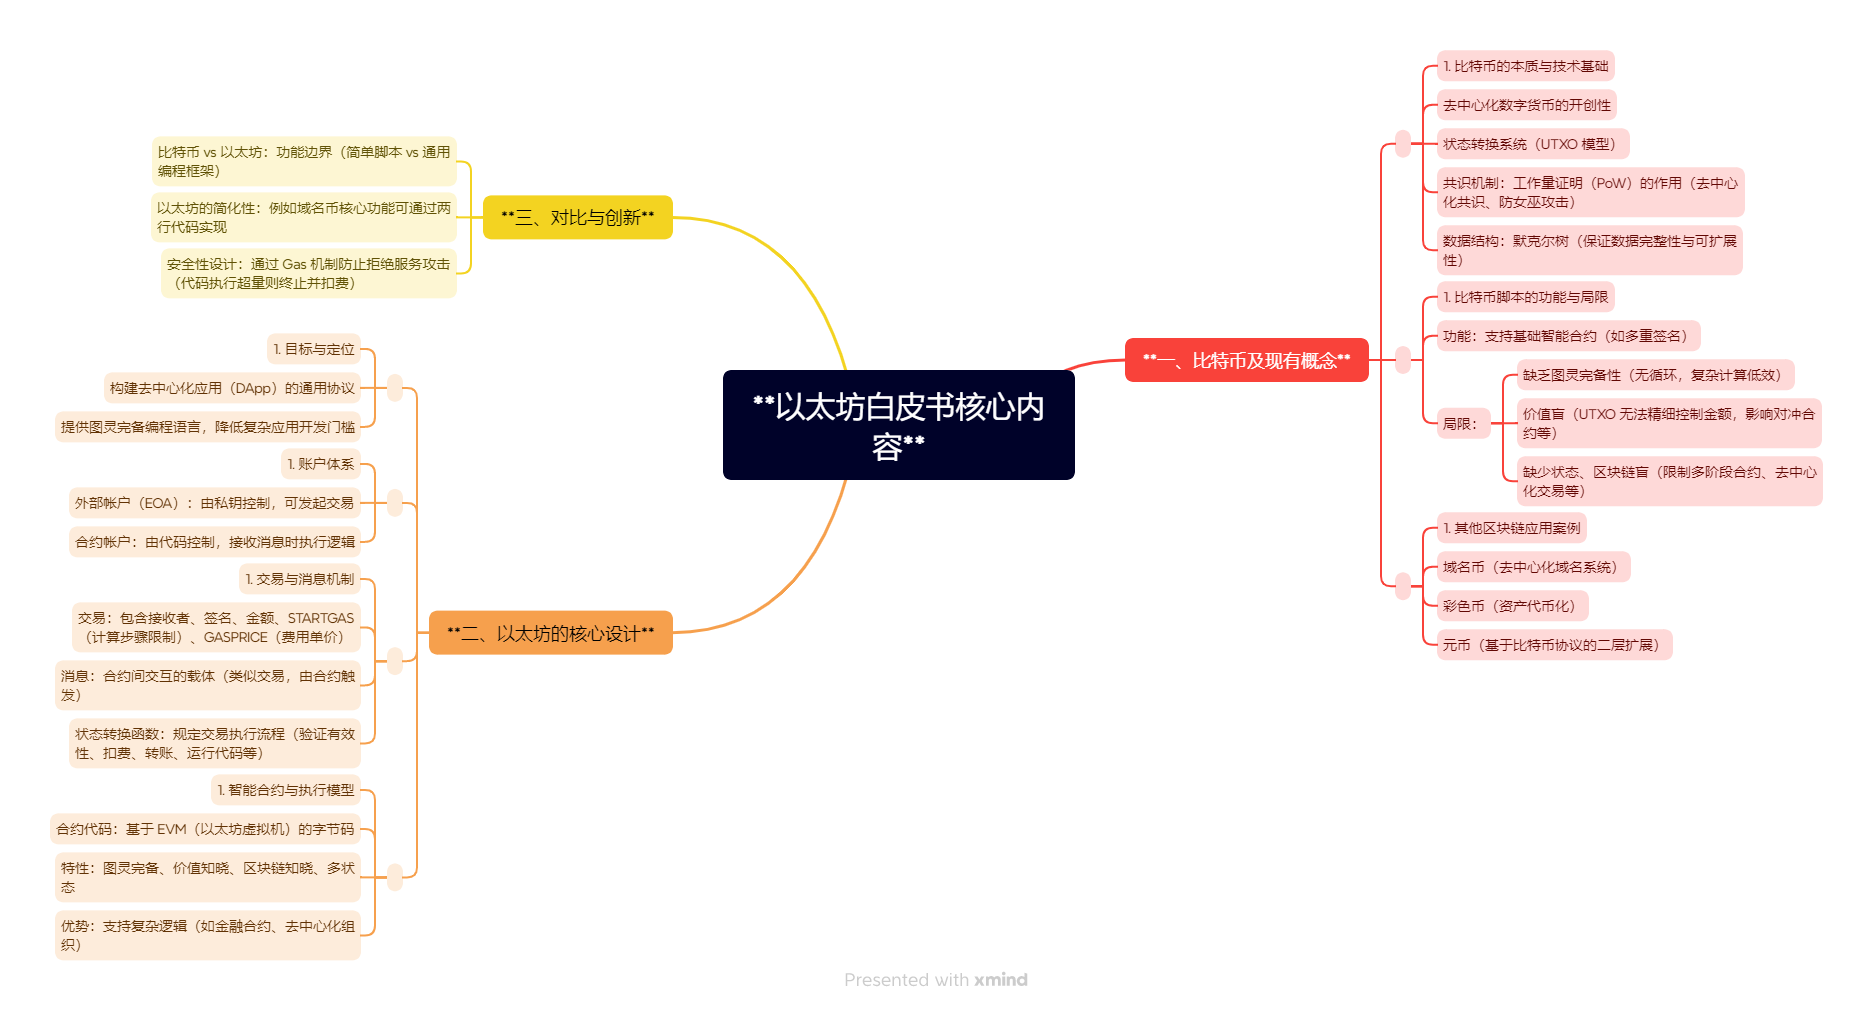 **以太坊白皮书核心内
容**
**一、比特币及现有概念**
1. 比特币的本质与技术基础
去中心化数字货币的开创性
状态转换系统（UTXO 模型）
共识机制：工作量证明（PoW）的作用（去中心
化共识、防女巫攻击）
数据结构：默克尔树（保证数据完整性与可扩展
性）
1. 比特币脚本的功能与局限
功能：支持基础智能合约（如多重签名）
局限：
缺乏图灵完备性（无循环，复杂计算低效）
价值盲（UTXO 无法精细控制金额，影响对冲合
约等）
缺少状态、区块链盲（限制多阶段合约、去中心
化交易等）
1. 其他区块链应用案例
域名币（去中心化域名系统）
彩色币（资产代币化）
元币（基于比特币协议的二层扩展）
**二、以太坊的核心设计**
1. 目标与定位
构建去中心化应用（DApp）的通用协议
提供图灵完备编程语言，降低复杂应用开发门槛
1. 账户体系
外部帐户（EOA）：由私钥控制，可发起交易
合约帐户：由代码控制，接收消息时执行逻辑
1. 交易与消息机制
交易：包含接收者、签名、金额、STARTGAS
（计算步骤限制）、GASPRICE（费用单价）
消息：合约间交互的载体（类似交易，由合约触
发）
状态转换函数：规定交易执行流程（验证有效
性、扣费、转账、运行代码等）
1. 智能合约与执行模型
合约代码：基于 EVM（以太坊虚拟机）的字节码
特性：图灵完备、价值知晓、区块链知晓、多状
态
优势：支持复杂逻辑（如金融合约、去中心化组
织）
**三、对比与创新**
比特币 vs 以太坊：功能边界（简单脚本 vs 通用
编程框架）
以太坊的简化性：例如域名币核心功能可通过两
行代码实现
安全性设计：通过 Gas 机制防止拒绝服务攻击
（代码执行超量则终止并扣费）
Presented with xmind